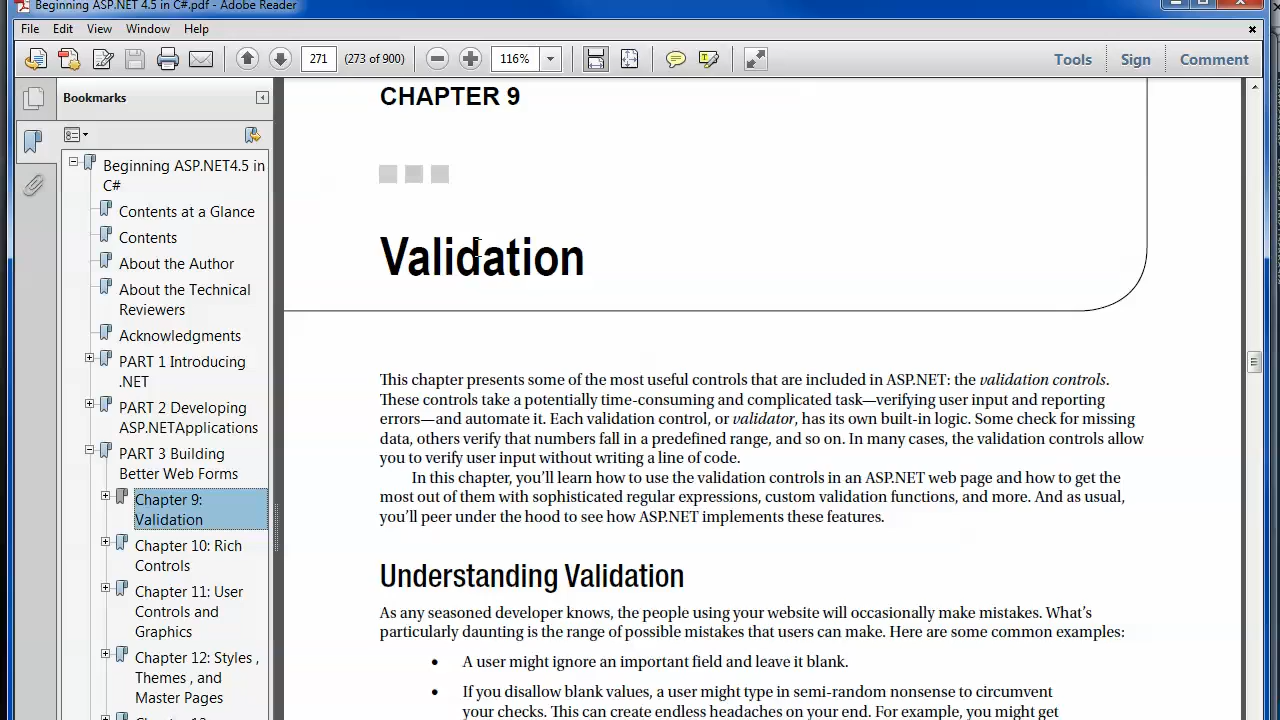 Beginning ASP.NET 4.5 in C#.pdf - Adobe Reader
File Edit View Window Help
271 (273 of 900) 116% Tools Sign Comment
Bookmarks
Beginning ASP.NET4.5 in
C#
Contents at a Glance
Contents
About the Author
About the Technical
Reviewers
Acknowledgments
PART 1 Introducing
.NET
PART 2 Developing
ASP.NETApplications
PART 3 Building
Better Web Forms
Chapter 9:
Validation
Chapter 10: Rich
Controls
Chapter 11: User
Controls and
Graphics
Chapter 12: Styles ,
Themes , and
Master Pages
CHAPTER 9
Validation
This chapter presents some of the most useful controls that are included in ASP.NET: the validation controls.
These controls take a potentially time-consuming and complicated task—verifying user input and reporting
errors—and automate it. Each validation control, or validator, has its own built-in logic. Some check for missing
data, others verify that numbers fall in a predefined range, and so on. In many cases, the validation controls allow
you to verify user input without writing a line of code.
In this chapter, you'll learn how to use the validation controls in an ASP.NET web page and how to get the
most out of them with sophisticated regular expressions, custom validation functions, and more. And as usual,
you'll peer under the hood to see how ASP.NET implements these features.
Understanding Validation
As any seasoned developer knows, the people using your website will occasionally make mistakes. What's
particularly daunting is the range of possible mistakes that users can make. Here are some common examples:
• A user might ignore an important field and leave it blank.
• If you disallow blank values, a user might type in semi-random nonsense to circumvent
your checks. This can create endless headaches on your end. For example, you might get